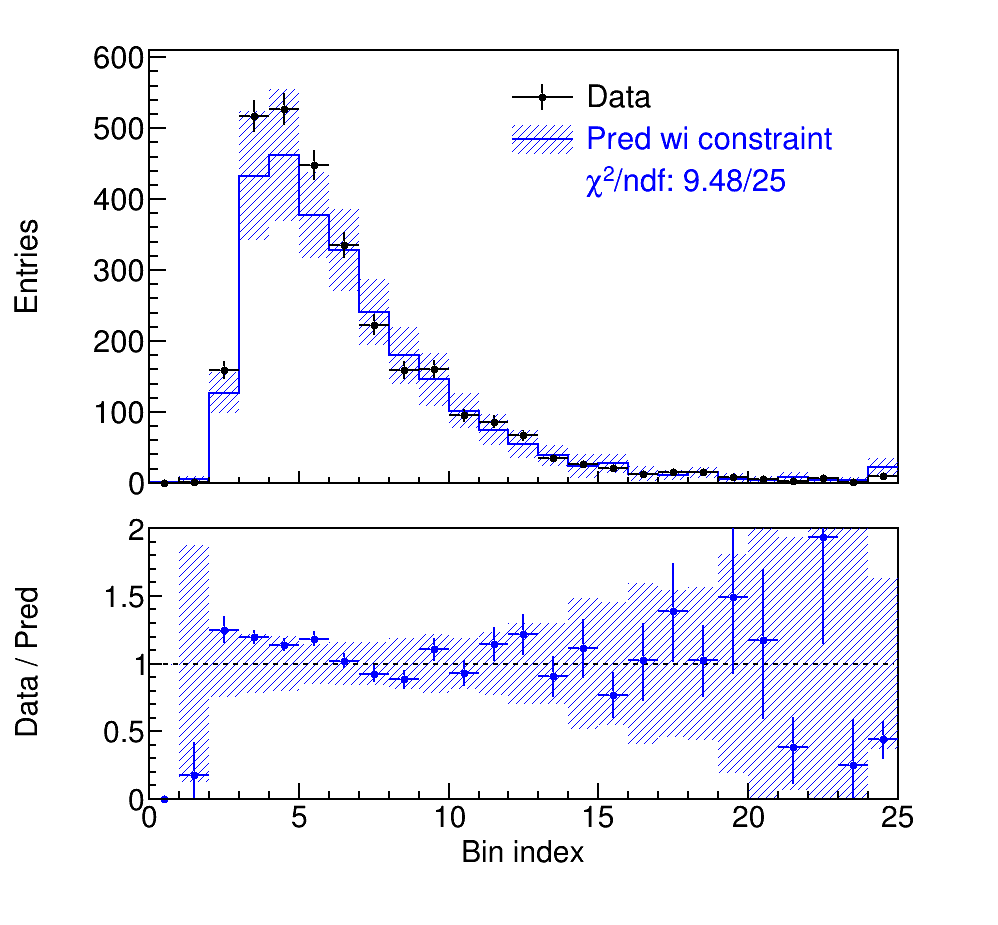 600
500
400
300
200
100
0
Entries
Data
Pred wi constraint
χ²/ndf: 9.48/25
2
1.5
1
0.5
0
Data / Pred
0 5 10 15 20 25
Bin index